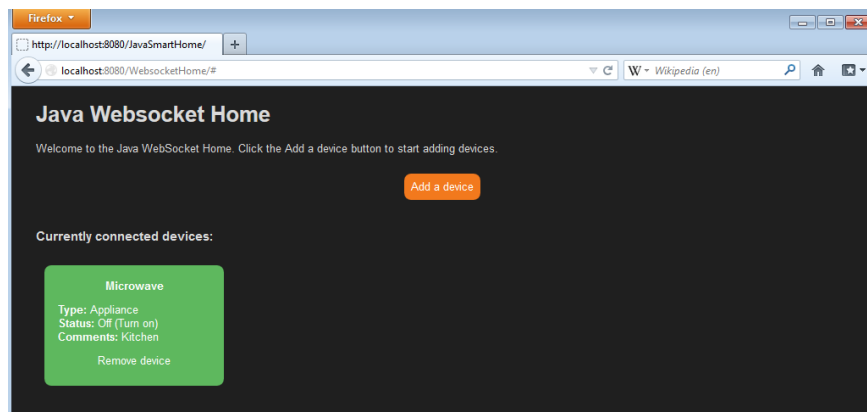 Firefox
http://localhost:8080/JavaSmartHome/
localhost:8080/WebsocketHome/#
W Wikipedia (en)
Java Websocket Home
Welcome to the Java WebSocket Home. Click the Add a device button to start adding devices.
Add a device
Currently connected devices:
Microwave
Type: Appliance
Status: Off (Turn on)
Comments: Kitchen
Remove device